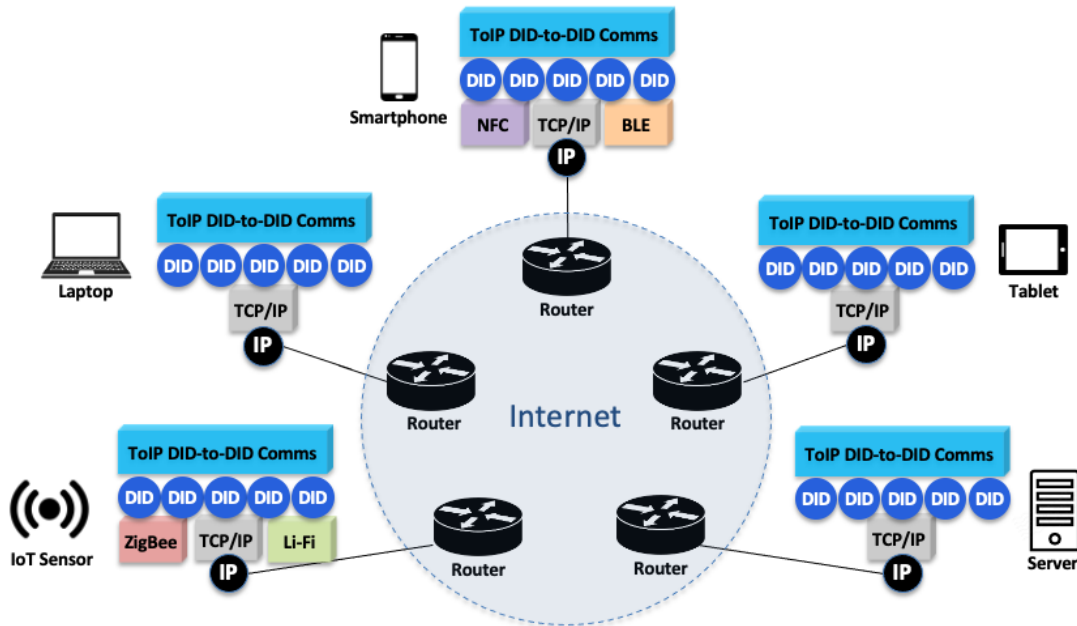 ToIP DID-to-DID Comms
DID DID DID DID DID
Smartphone
NFC TCP/IP BLE
IP
Router
ToIP DID-to-DID Comms
DID DID DID DID DID
Laptop
TCP/IP
IP
Router
ToIP DID-to-DID Comms
DID DID DID DID DID
Tablet
TCP/IP
IP
Router
Internet
ToIP DID-to-DID Comms
DID DID DID DID DID
IoT Sensor
ZigBee TCP/IP Li-Fi
IP
Router
ToIP DID-to-DID Comms
DID DID DID DID DID
Server
TCP/IP
IP
Router